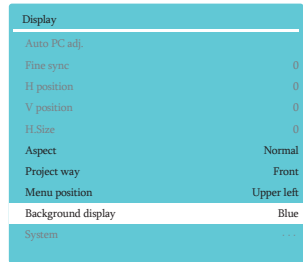 Display
Auto PC adj.
Fine sync 0
H position 0
V position 0
H.Size 0
Aspect Normal
Project way Front
Menu position Upper left
Background display Blue
System - - -